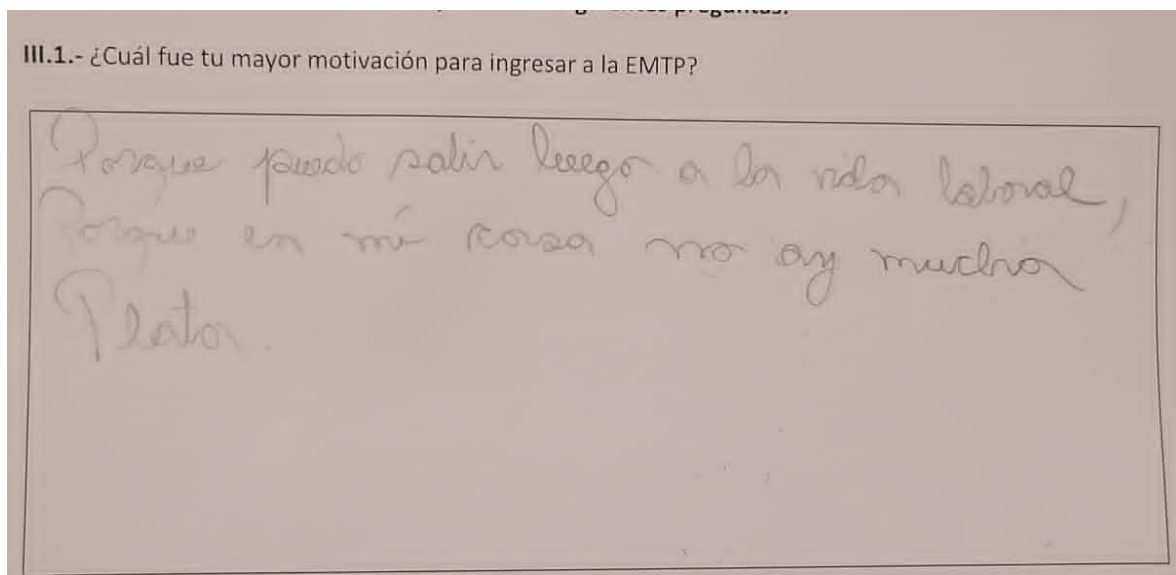 III.1.- ¿Cuál fue tu mayor motivación para ingresar a la EMTP?
Porque puedo salir luego a la vida laboral,
Porque en mi casa no ay mucha
Plata.